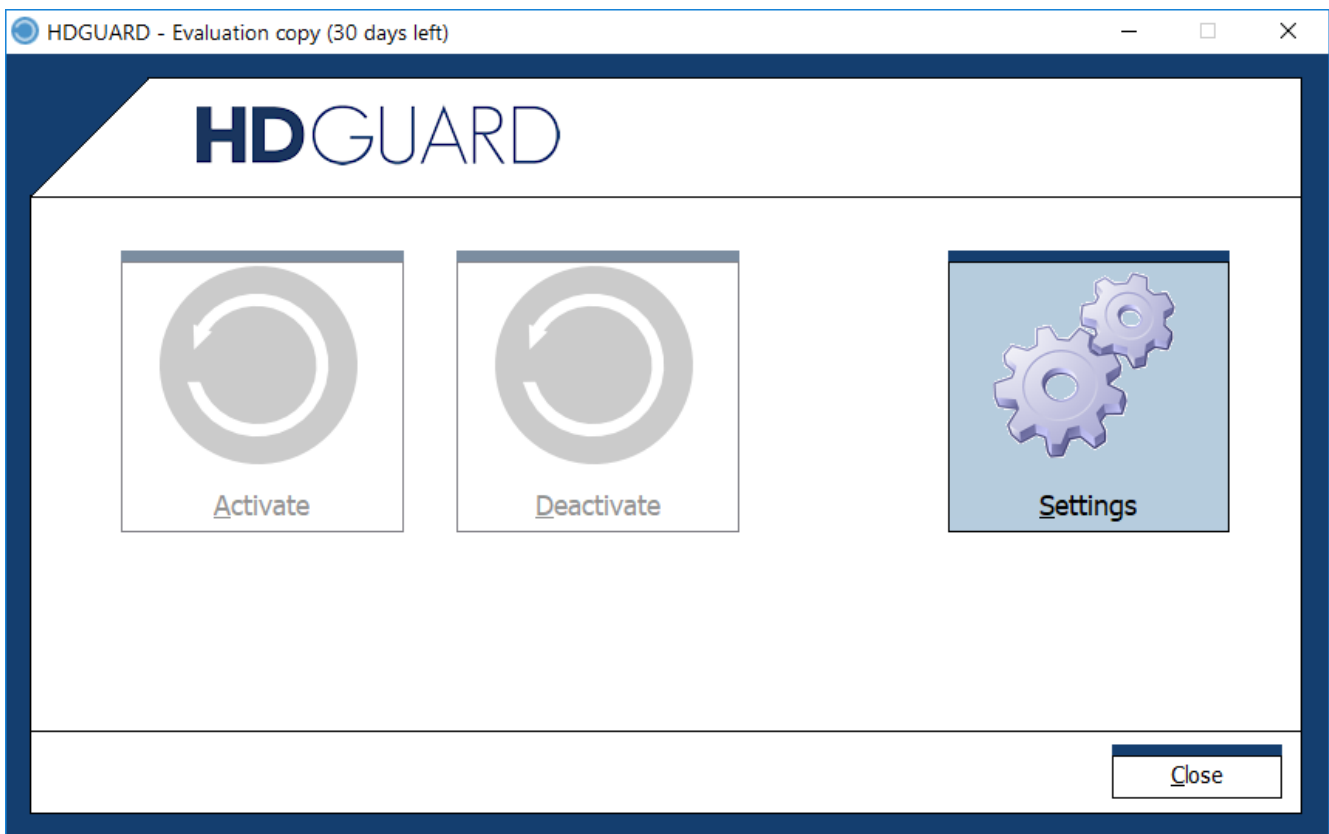 HDGUARD - Evaluation copy (30 days left)
HDGUARD
Activate
Deactivate
Settings
Close